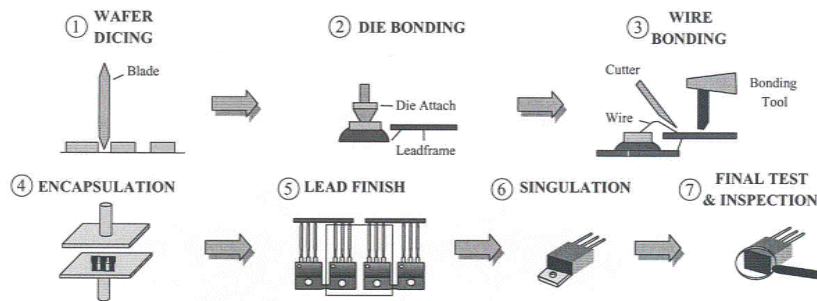 ① WAFER
DICING
Blade
② DIE BONDING
Die Attach
Leadframe
③ WIRE
BONDING
Cutter
Wire
Bonding
Tool
④ ENCAPSULATION
⑤ LEAD FINISH
⑥ SINGULATION
⑦ FINAL TEST
& INSPECTION